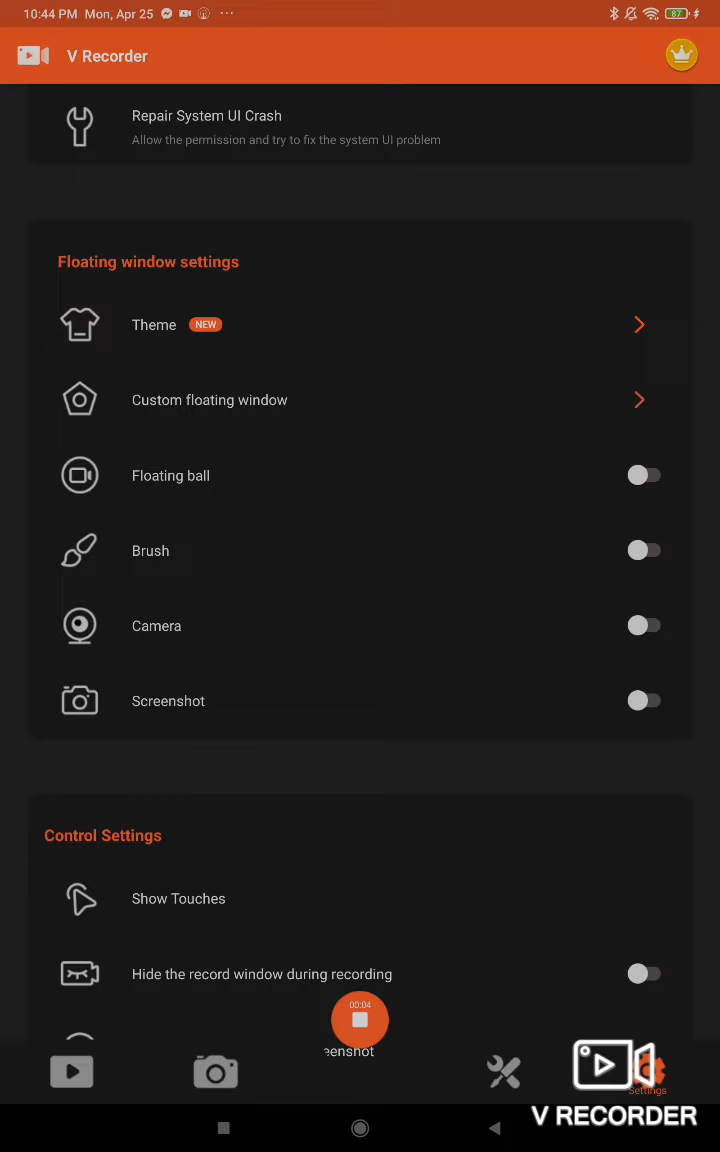 10:44 PM Mon, Apr 25
87
V Recorder
Repair System UI Crash
Allow the permission and try to fix the system UI problem
Floating window settings
Theme NEW
Custom floating window
Floating ball
Brush
Camera
Screenshot
Control Settings
Show Touches
Hide the record window during recording
00:04
eenshot
Settings
V RECORDER